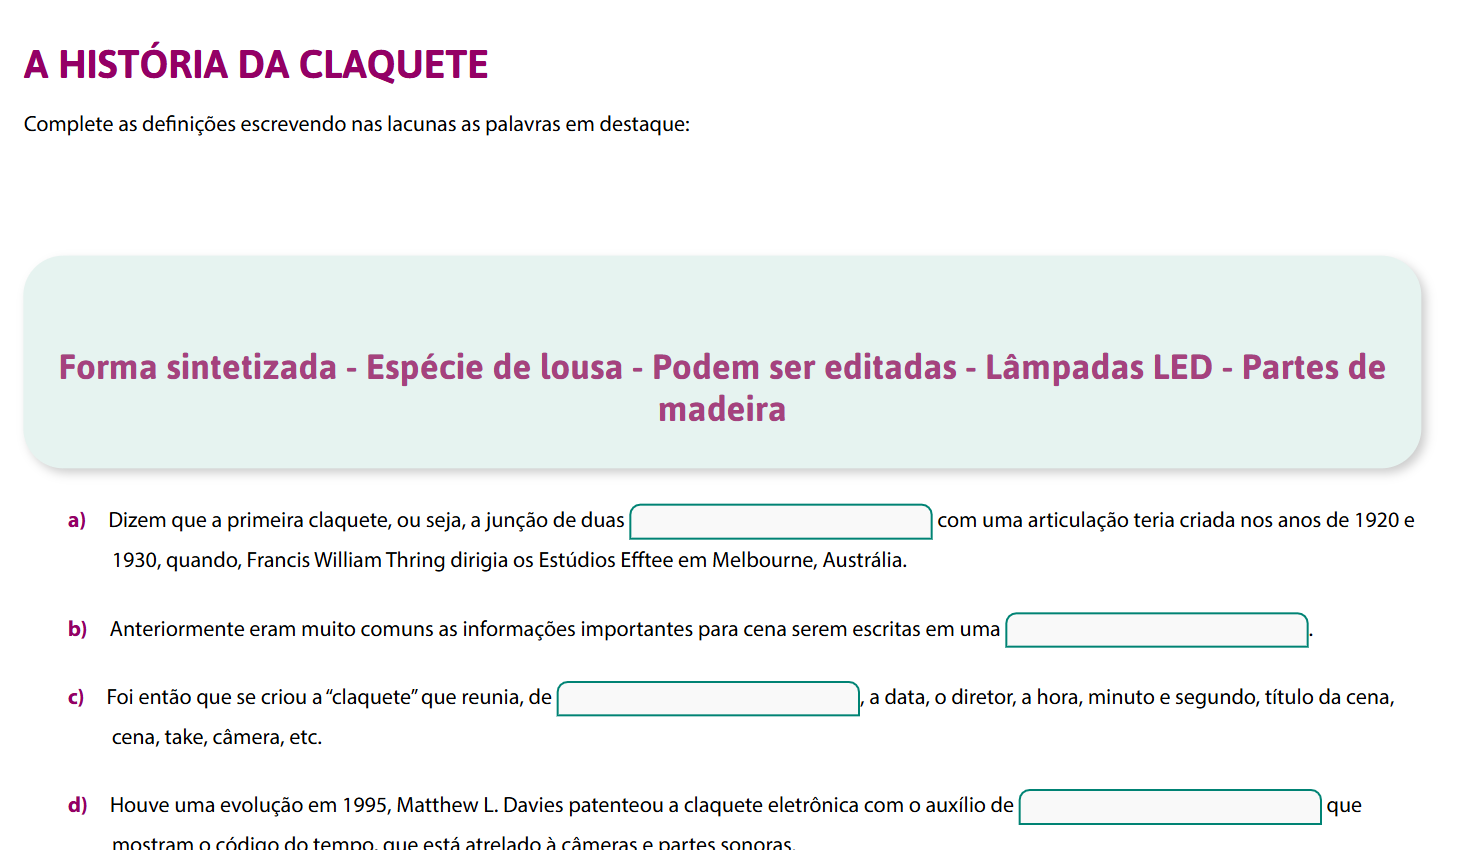 A HISTÓRIA DA CLAQUETE
Complete as definições escrevendo nas lacunas as palavras em destaque:
Forma sintetizada - Espécie de lousa - Podem ser editadas - Lâmpadas LED - Partes de
madeira
a) Dizem que a primeira claquete, ou seja, a junção de duas com uma articulação teria criada nos anos de 1920 e
1930, quando, Francis William Thring dirigia os Estúdios Efftee em Melbourne, Austrália.
b) Anteriormente eram muito comuns as informações importantes para cena serem escritas em uma .
c) Foi então que se criou a “claquete” que reunia, de , a data, o diretor, a hora, minuto e segundo, título da cena,
cena, take, câmera, etc.
d) Houve uma evolução em 1995, Matthew L. Davies patenteou a claquete eletrônica com o auxílio de que
mostram o código do tempo, que está atrelado à câmeras e partes sonoras.